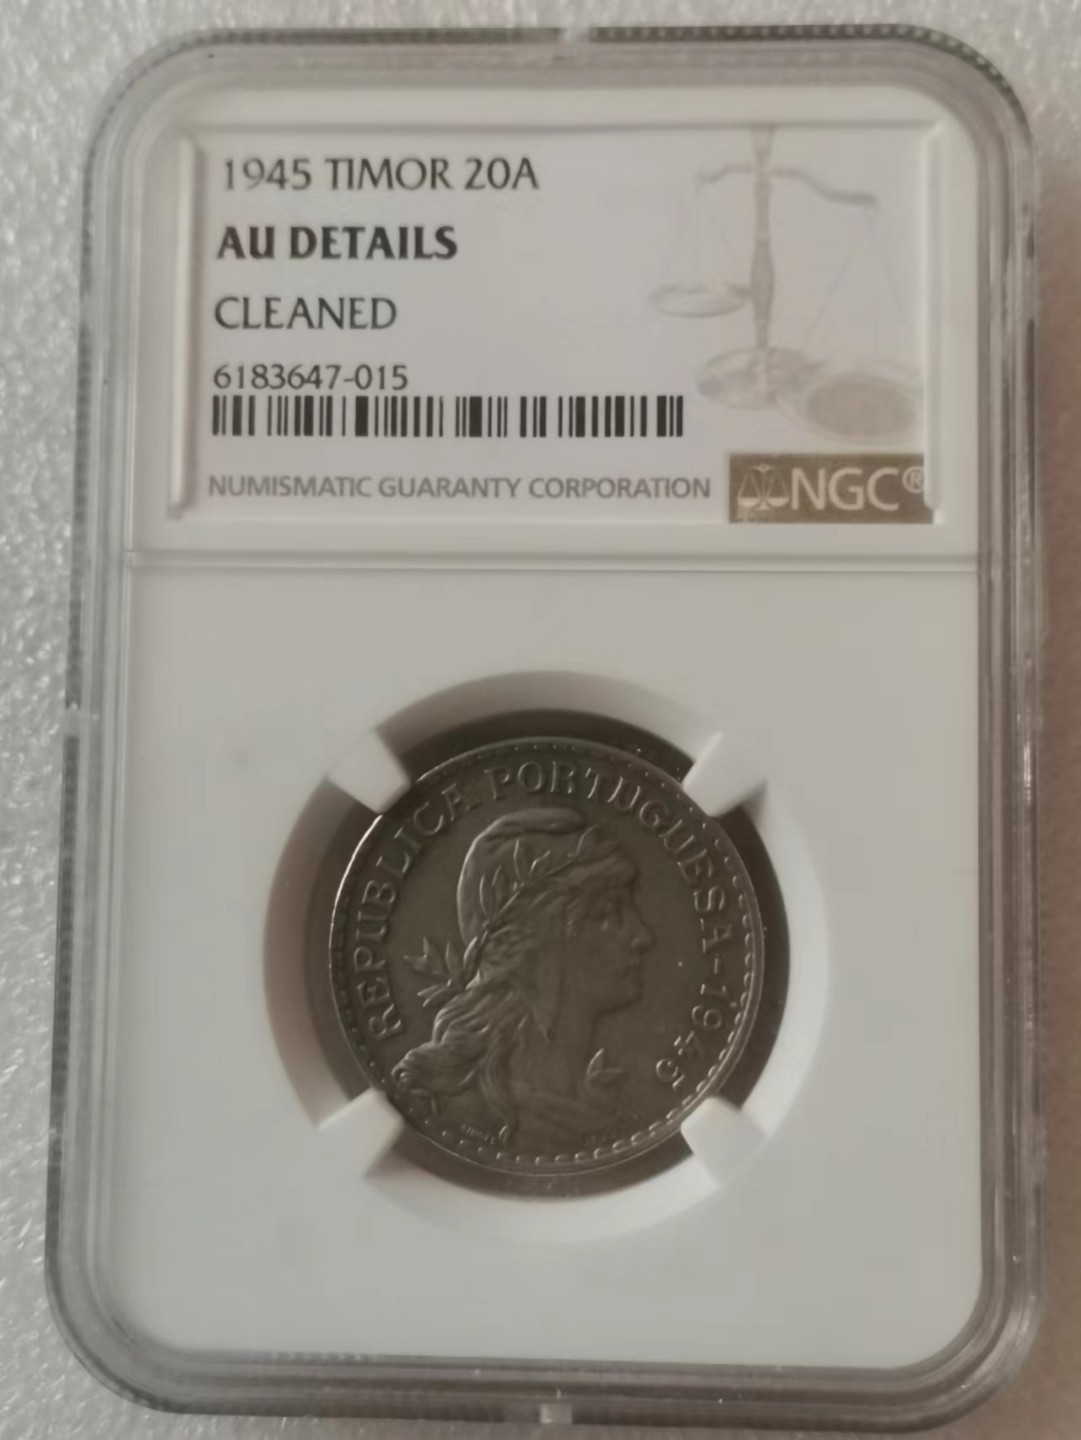 1945 TIMOR 20A
AU DETAILS
CLEANED
6183647-015
NUMISMATIC GUARANTY CORPORATION
NGC®
REPUBLICA PORTUGUESA-1945